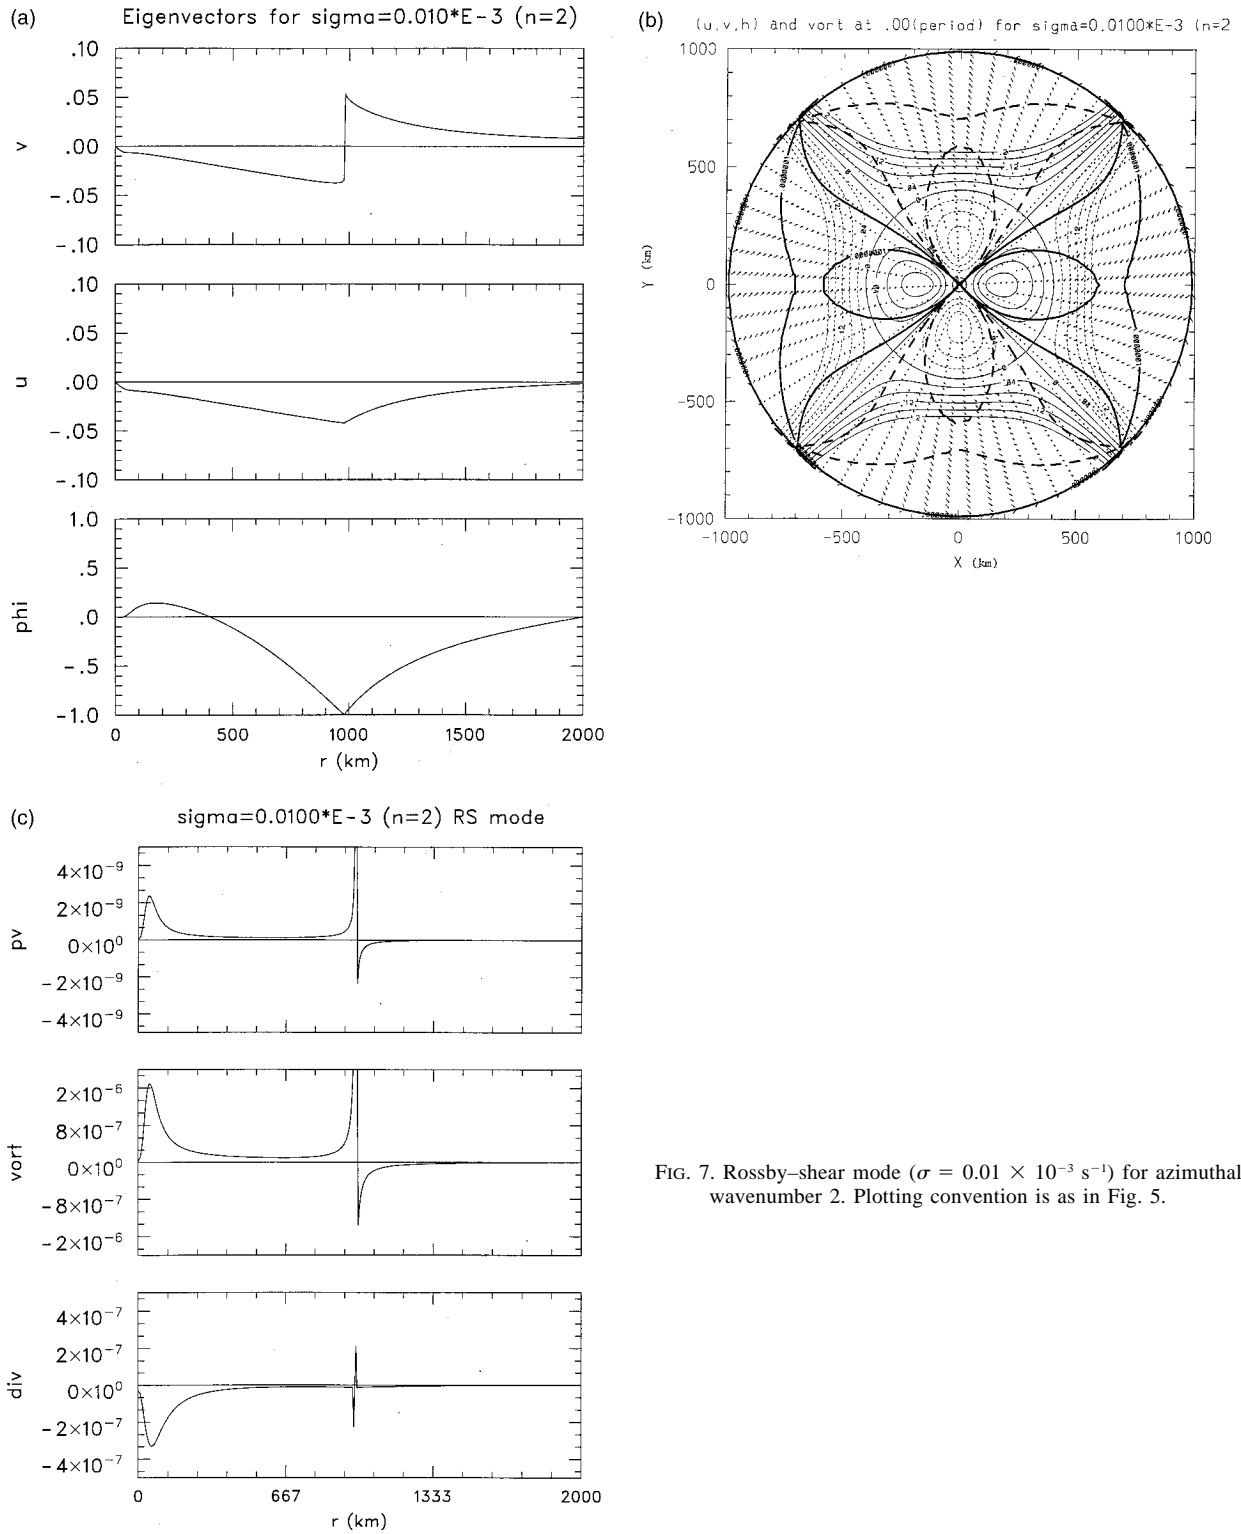 (a)
Eigenvectors for sigma=0.010*E-3 (n=2)
.10
.05
.00
-.05
-.10
v
.10
.05
.00
-.05
-.10
u
1.0
.5
.0
-.5
-1.0
phi
0 500 1000 1500 2000
r (km)
(b)
(u,v,h) and vort at .00(period) for sigma=0.0100*E-3 (n=2
1000
500
0
-500
-1000
Y (km)
-1000 -500 0 500 1000
X (km)
(c)
sigma=0.0100*E-3 (n=2) RS mode
4×10⁻⁹
2×10⁻⁹
0×10⁰
-2×10⁻⁹
-4×10⁻⁹
pv
2×10⁻⁶
8×10⁻⁷
0×10⁰
-8×10⁻⁷
-2×10⁻⁶
vort
4×10⁻⁷
2×10⁻⁷
0×10⁰
-2×10⁻⁷
-4×10⁻⁷
div
0 667 1333 2000
r (km)
FIG. 7. Rossby–shear mode (σ = 0.01 × 10⁻³ s⁻¹) for azimuthal
wavenumber 2. Plotting convention is as in Fig. 5.